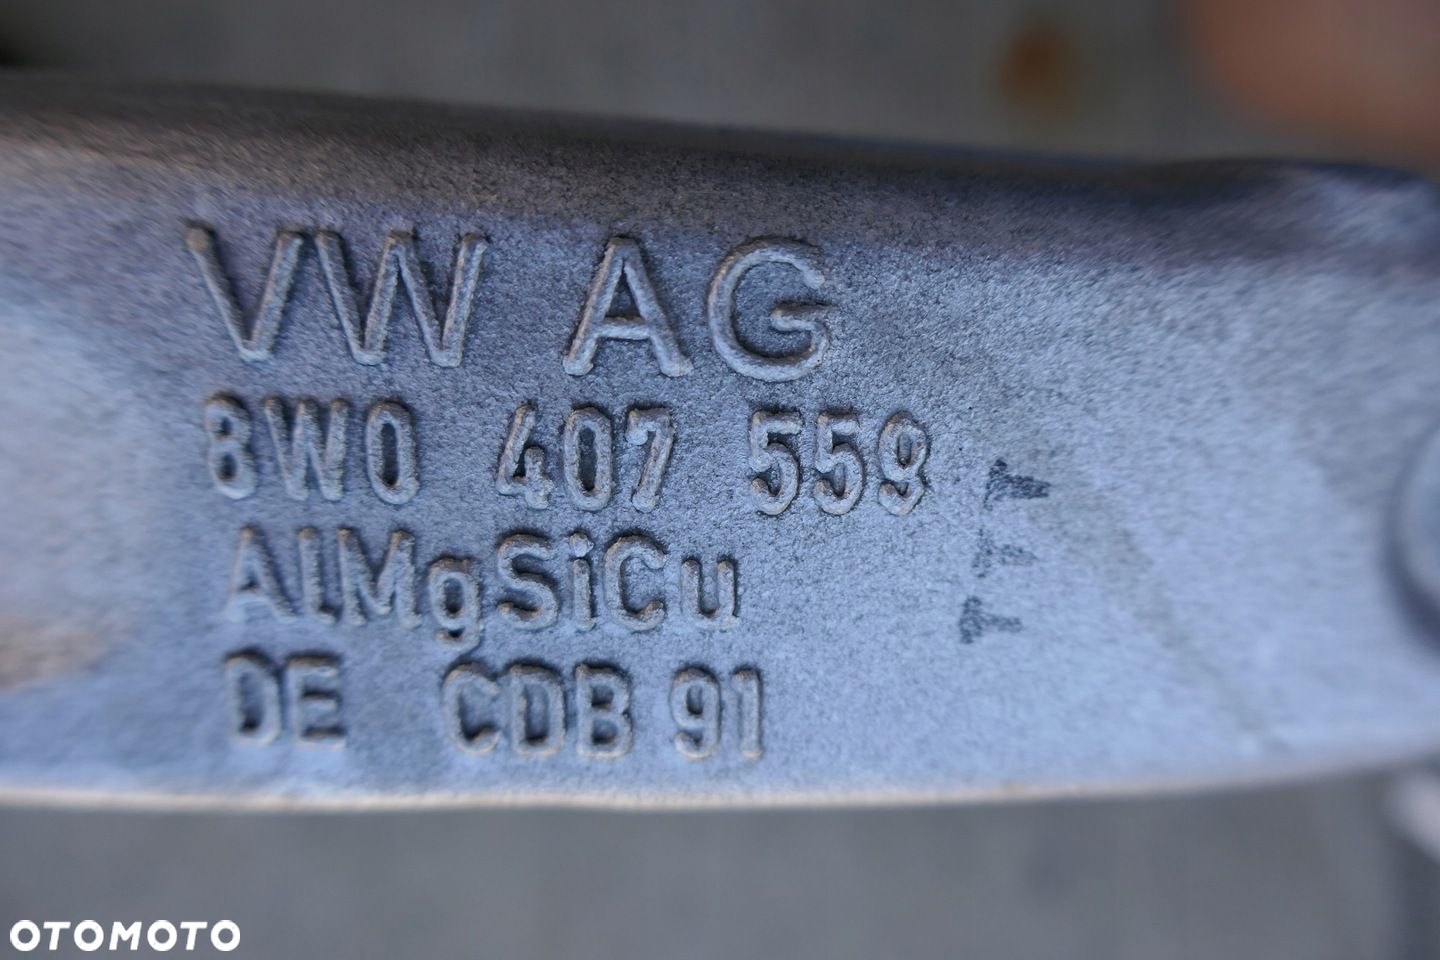 VW AG
8W0 407 559
AlMgSiCu
DE CDB 91
OTOMOTO